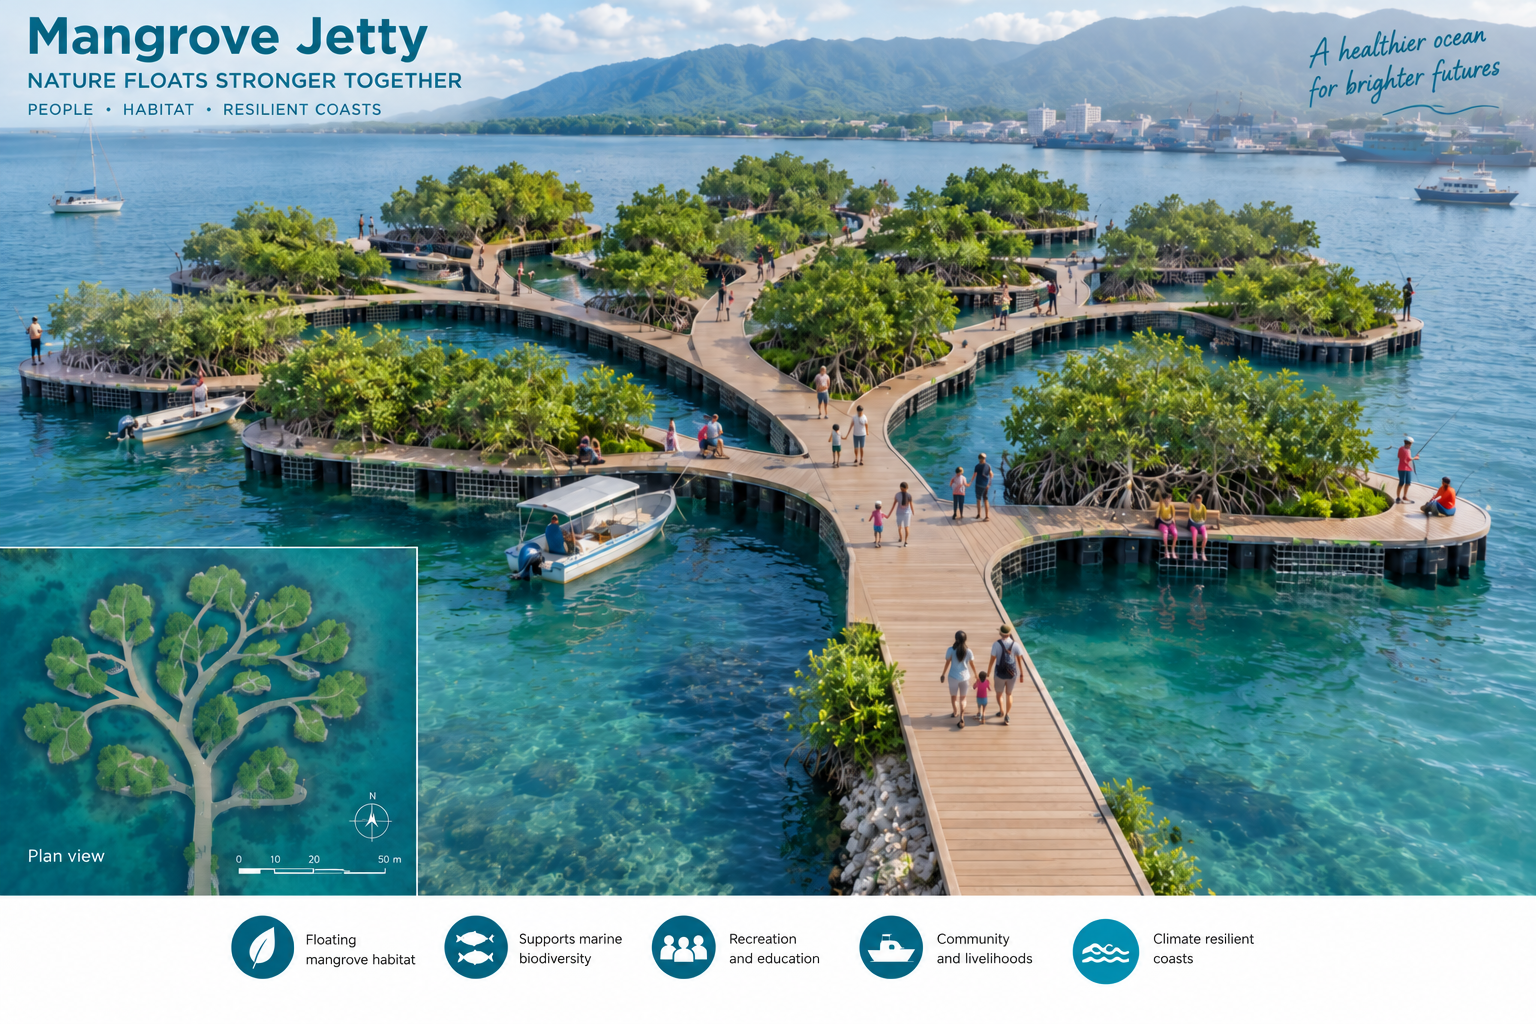 Mangrove Jetty
NATURE FLOATS STRONGER TOGETHER
PEOPLE • HABITAT • RESILIENT COASTS
A healthier ocean
for brighter futures
N
Plan view
0 10 20 50 m
Floating
mangrove habitat
Supports marine
biodiversity
Recreation
and education
Community
and livelihoods
Climate resilient
coasts